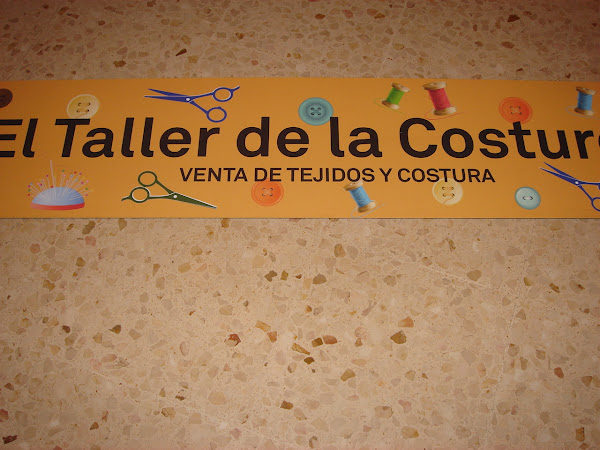 El Taller de la Costur
VENTA DE TEJIDOS Y COSTURA